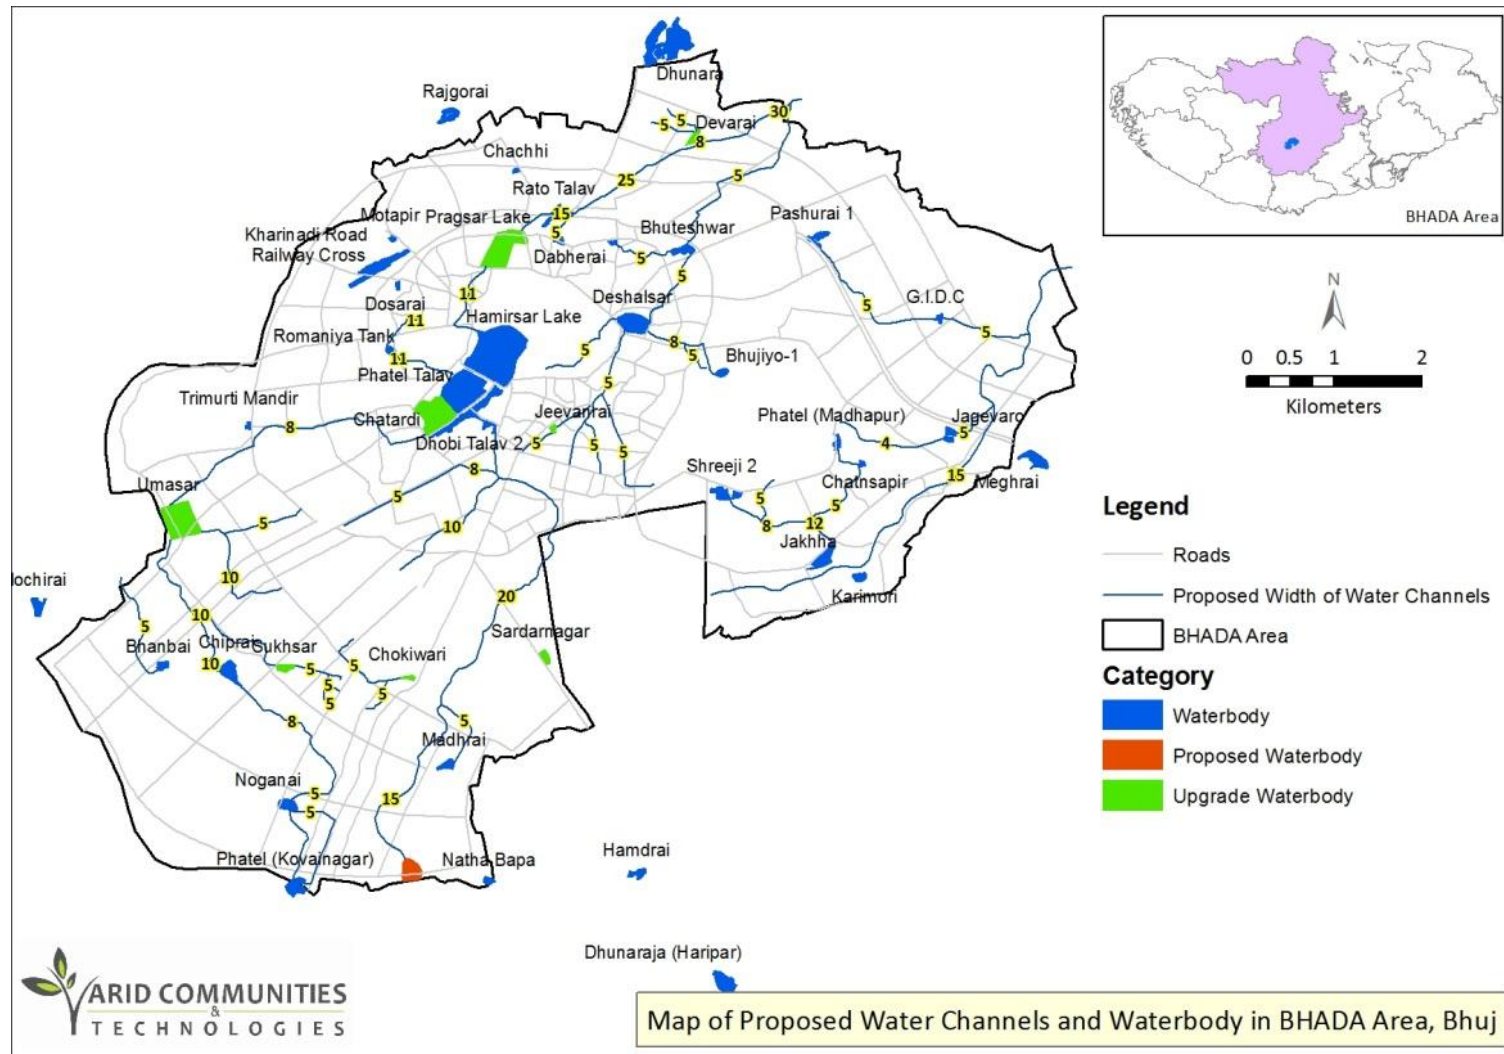 Dhunara
Rajgorai
30
5
5
Devarai
8
Chachhi
25
5
Rato Talav
Motapir
Pragsar Lake
15
5
Pashurai 1
Kharinadi Road
Railway Cross
Bhuteshwar
Dabherai
5
5
11
Dosarai
Deshalsar
G.I.D.C
5
5
11
Hamirsar Lake
Romaniya Tank
11
5
8
5
Bhujiyo-1
Phatel Talav
5
Trimurti Mandir
8
Chatardi
Jeevanrai
Phatel (Madhapur)
Jagevaro
Dhobi Talav 2
5
5
5
4
5
8
Shreeji 2
15
Meghrai
Umasar
5
5
Chatnsapir
5
5
10
8
12
Jakhha
10
20
Karimori
10
5
Sardarnagar
Bhanbai
Chiprai
Sukhsar
Chokiwari
10
5
5
5
5
5
8
5
Madhrai
Noganai
5
5
15
Phatel (Kovainagar)
Natha Bapa
Hamdrai
Dhunaraja (Haripar)
BHADA Area
N
0 0.5 1 2
Kilometers
Legend
Roads
Proposed Width of Water Channels
BHADA Area
Category
Waterbody
Proposed Waterbody
Upgrade Waterbody
ARID COMMUNITIES
&
TECHNOLOGIES
Map of Proposed Water Channels and Waterbody in BHADA Area, Bhuj